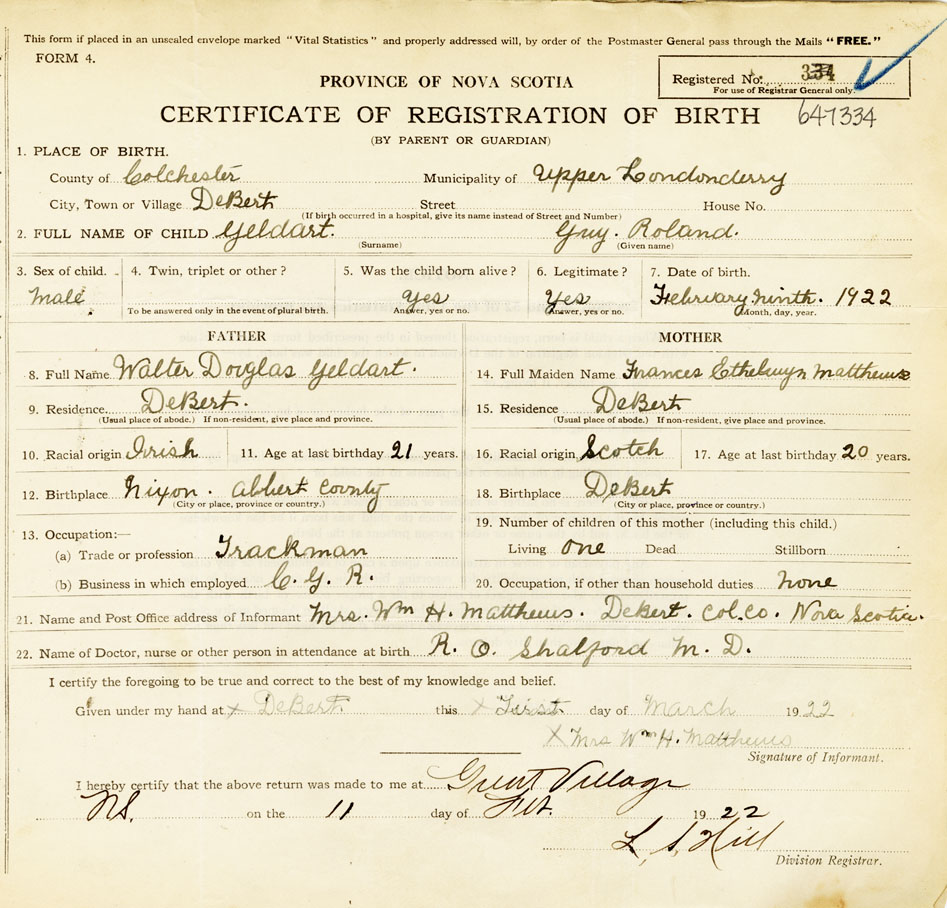 This form if placed in an unsealed envelope marked "Vital Statistics" and properly addressed will, by order of the Postmaster General pass through the Mails "FREE."
FORM 4.
PROVINCE OF NOVA SCOTIA
Registered No. 334
For use of Registrar General only.
CERTIFICATE OF REGISTRATION OF BIRTH 647334
(BY PARENT OR GUARDIAN)
1. PLACE OF BIRTH.
County of Colchester Municipality of Upper Londonderry
City, Town or Village DeBert Street House No.
(If birth occurred in a hospital, give its name instead of Street and Number)
2. FULL NAME OF CHILD Geldart. Guy. Roland.
(Surname) (Given name)
3. Sex of child. 4. Twin, triplet or other? 5. Was the child born alive? 6. Legitimate? 7. Date of birth.
Male Yes Yes February ninth. 1922
To be answered only in the event of plural birth. Answer, yes or no. Answer, yes or no. Month, day, year.
FATHER MOTHER
8. Full Name Walter Douglas Geldart. 14. Full Maiden Name Frances Ethelwyn Matthews
9. Residence DeBert. 15. Residence DeBert
(Usual place of abode.) If non-resident, give place and province. (Usual place of abode.) If non-resident, give place and province.
10. Racial origin Irish 11. Age at last birthday 21 years. 16. Racial origin Scotch 17. Age at last birthday 20 years.
12. Birthplace Nixon. Albert County 18. Birthplace DeBert
(City or place, province or country.) (City or place, province or country.)
13. Occupation:— 19. Number of children of this mother (including this child.)
(a) Trade or profession Trackman Living One Dead Stillborn
(b) Business in which employed C. G. R. 20. Occupation, if other than household duties None
21. Name and Post Office address of Informant Mrs. Wm H. Matthews. DeBert. Col. Co. Nova Scotia.
22. Name of Doctor, nurse or other person in attendance at birth R. O. Shatford M. D.
I certify the foregoing to be true and correct to the best of my knowledge and belief.
Given under my hand at x DeBert this x First day of March 1922
x Mrs Wm H. Matthews
Signature of Informant.
I hereby certify that the above return was made to me at Great Village
NS. on the 11 day of 1922
L. S. Hill
Division Registrar.